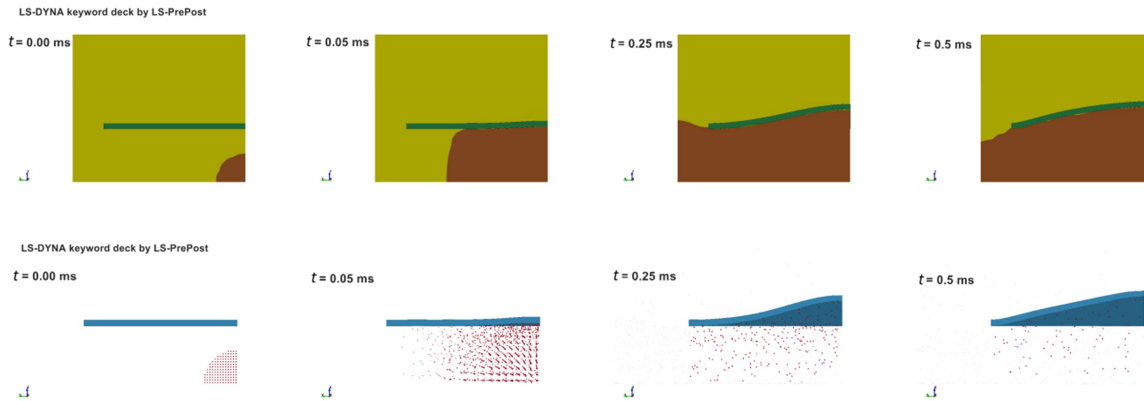 LS-DYNA keyword deck by LS-PrePost
t = 0.00 ms
t = 0.05 ms
t = 0.25 ms
t = 0.5 ms
LS-DYNA keyword deck by LS-PrePost
t = 0.00 ms
t = 0.05 ms
t = 0.25 ms
t = 0.5 ms